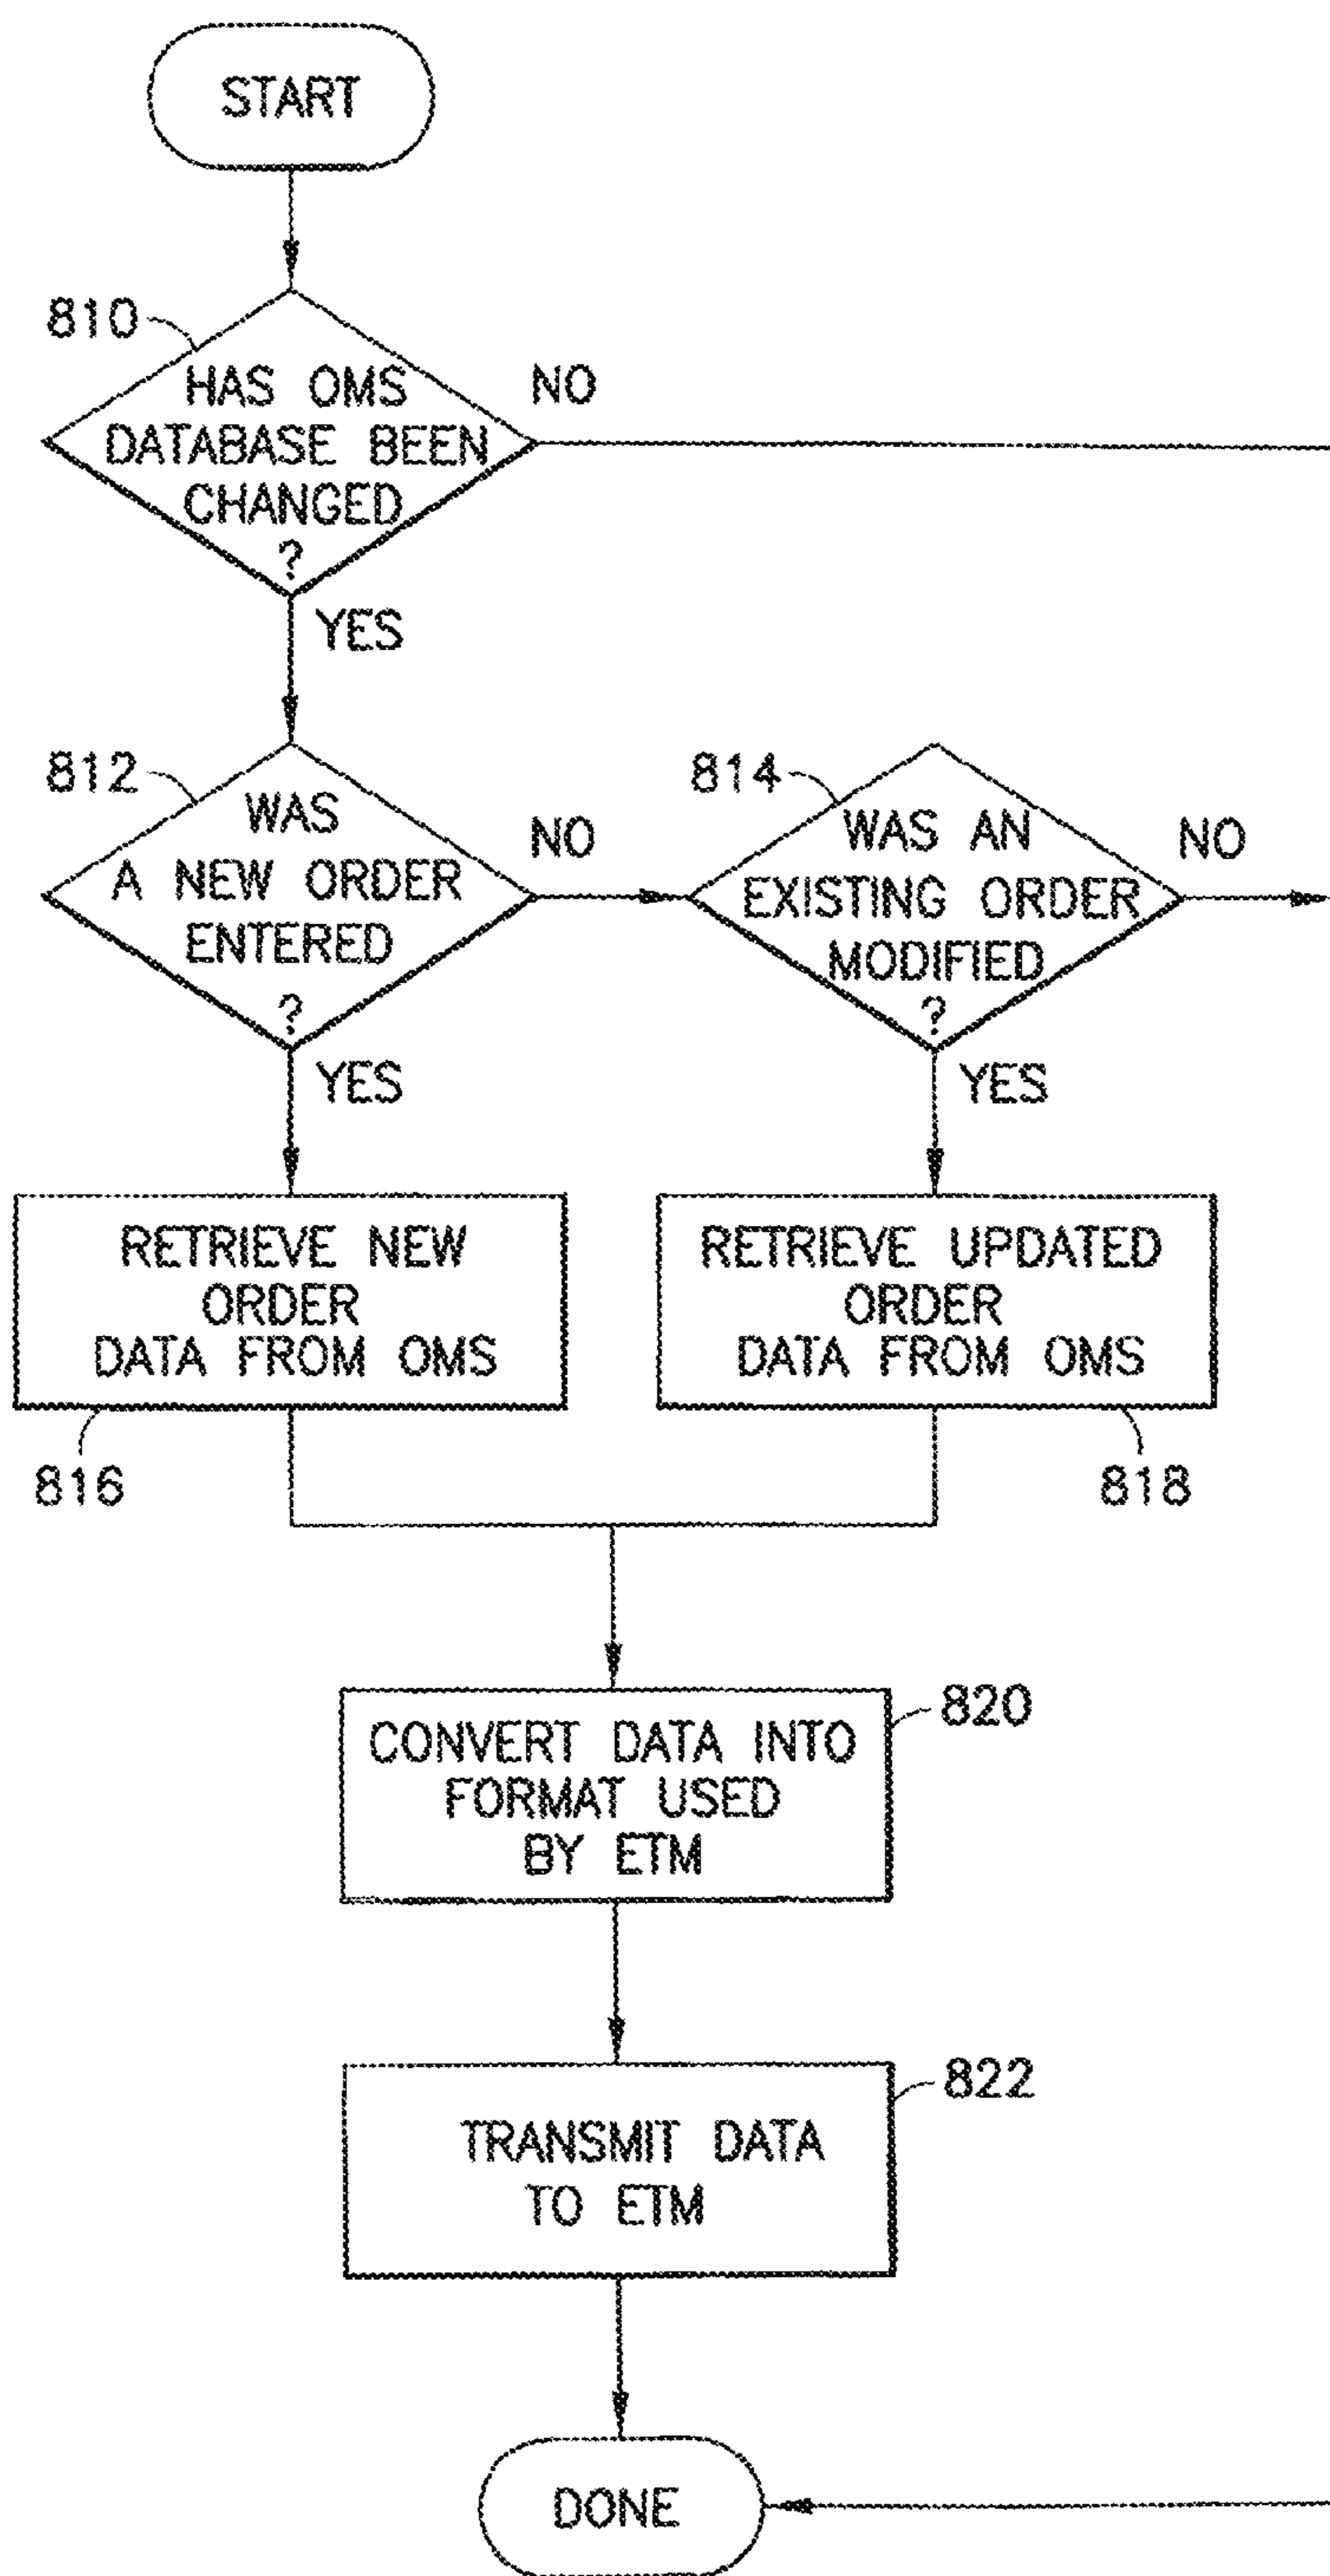 START
810
HAS OMS
DATABASE BEEN
CHANGED
?
NO
YES
812
WAS
A NEW ORDER
ENTERED
?
NO
YES
814
WAS AN
EXISTING ORDER
MODIFIED
?
NO
YES
RETRIEVE NEW
ORDER
DATA FROM OMS
816
RETRIEVE UPDATED
ORDER
DATA FROM OMS
818
CONVERT DATA INTO
FORMAT USED
BY ETM
820
TRANSMIT DATA
TO ETM
822
DONE